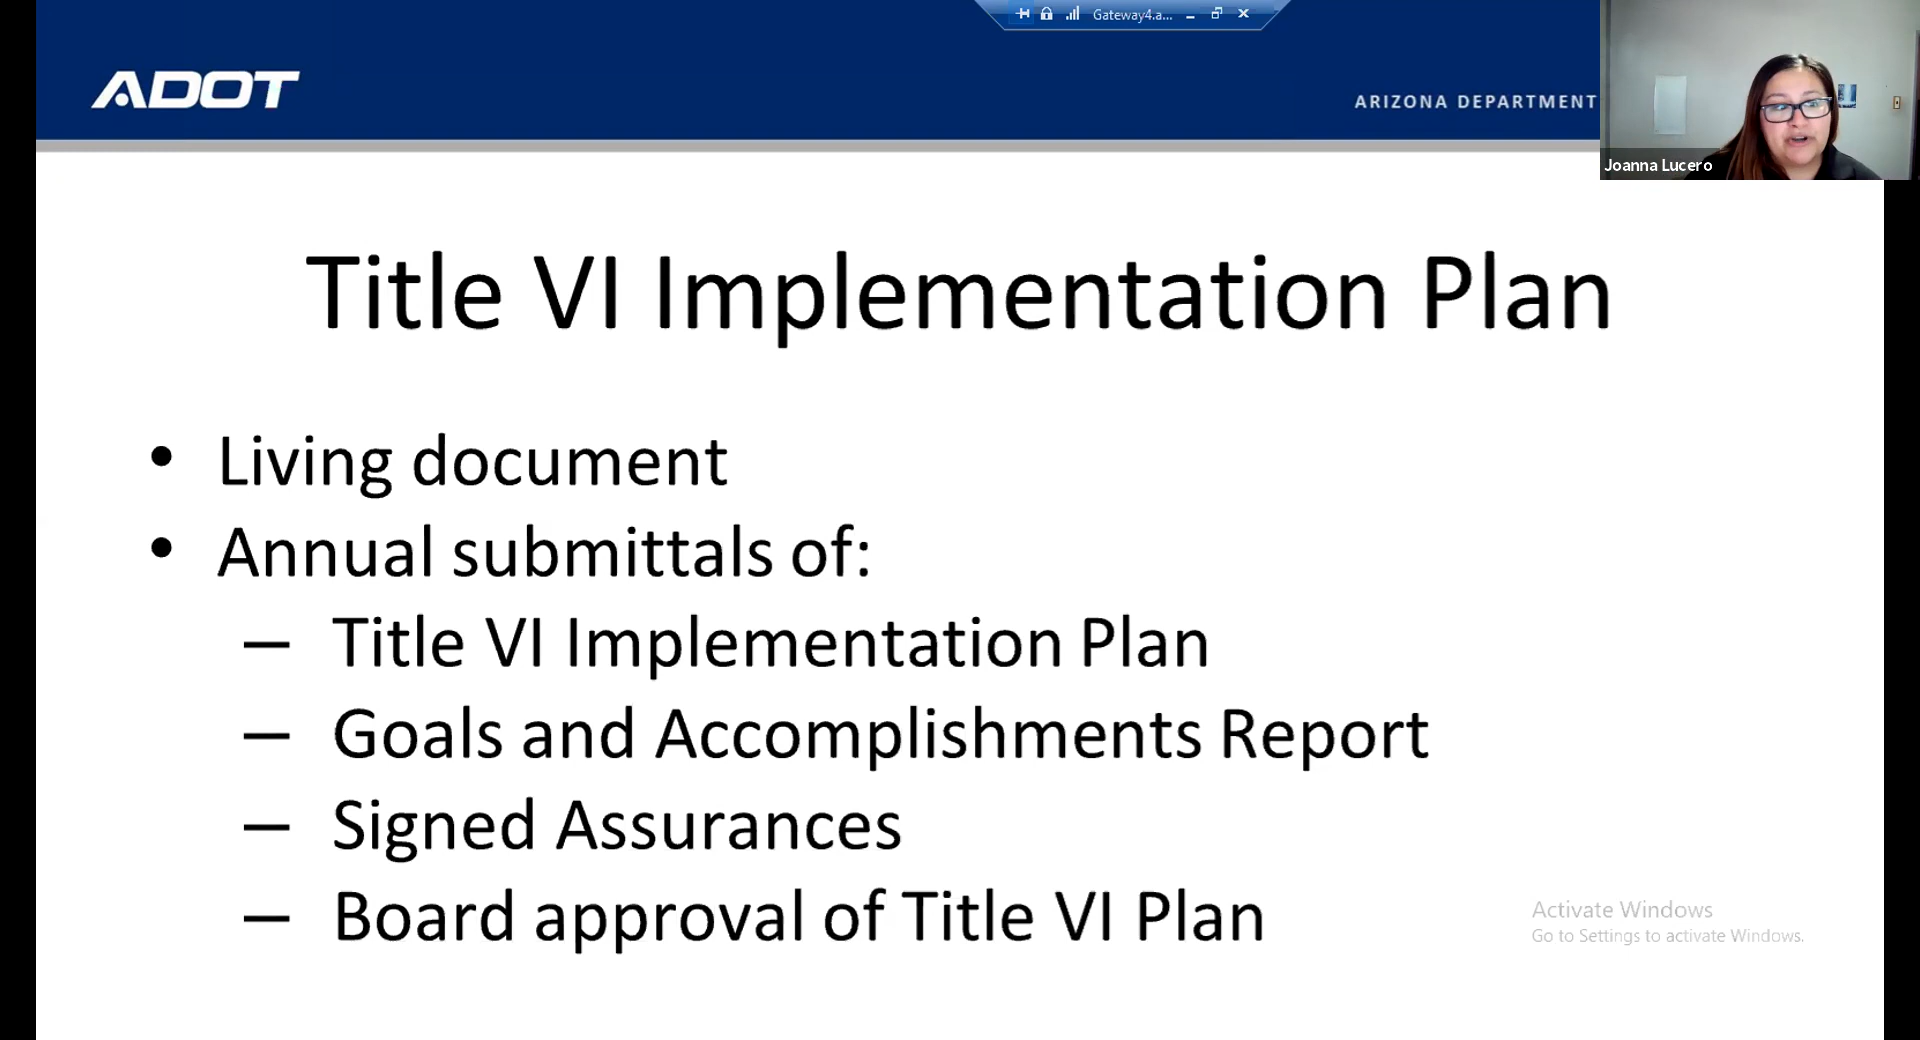 Gateway4.a...
ADOT
ARIZONA DEPARTMENT
Joanna Lucero
Title VI Implementation Plan
• Living document
• Annual submittals of:
– Title VI Implementation Plan
– Goals and Accomplishments Report
– Signed Assurances
– Board approval of Title VI Plan
Activate Windows
Go to Settings to activate Windows.